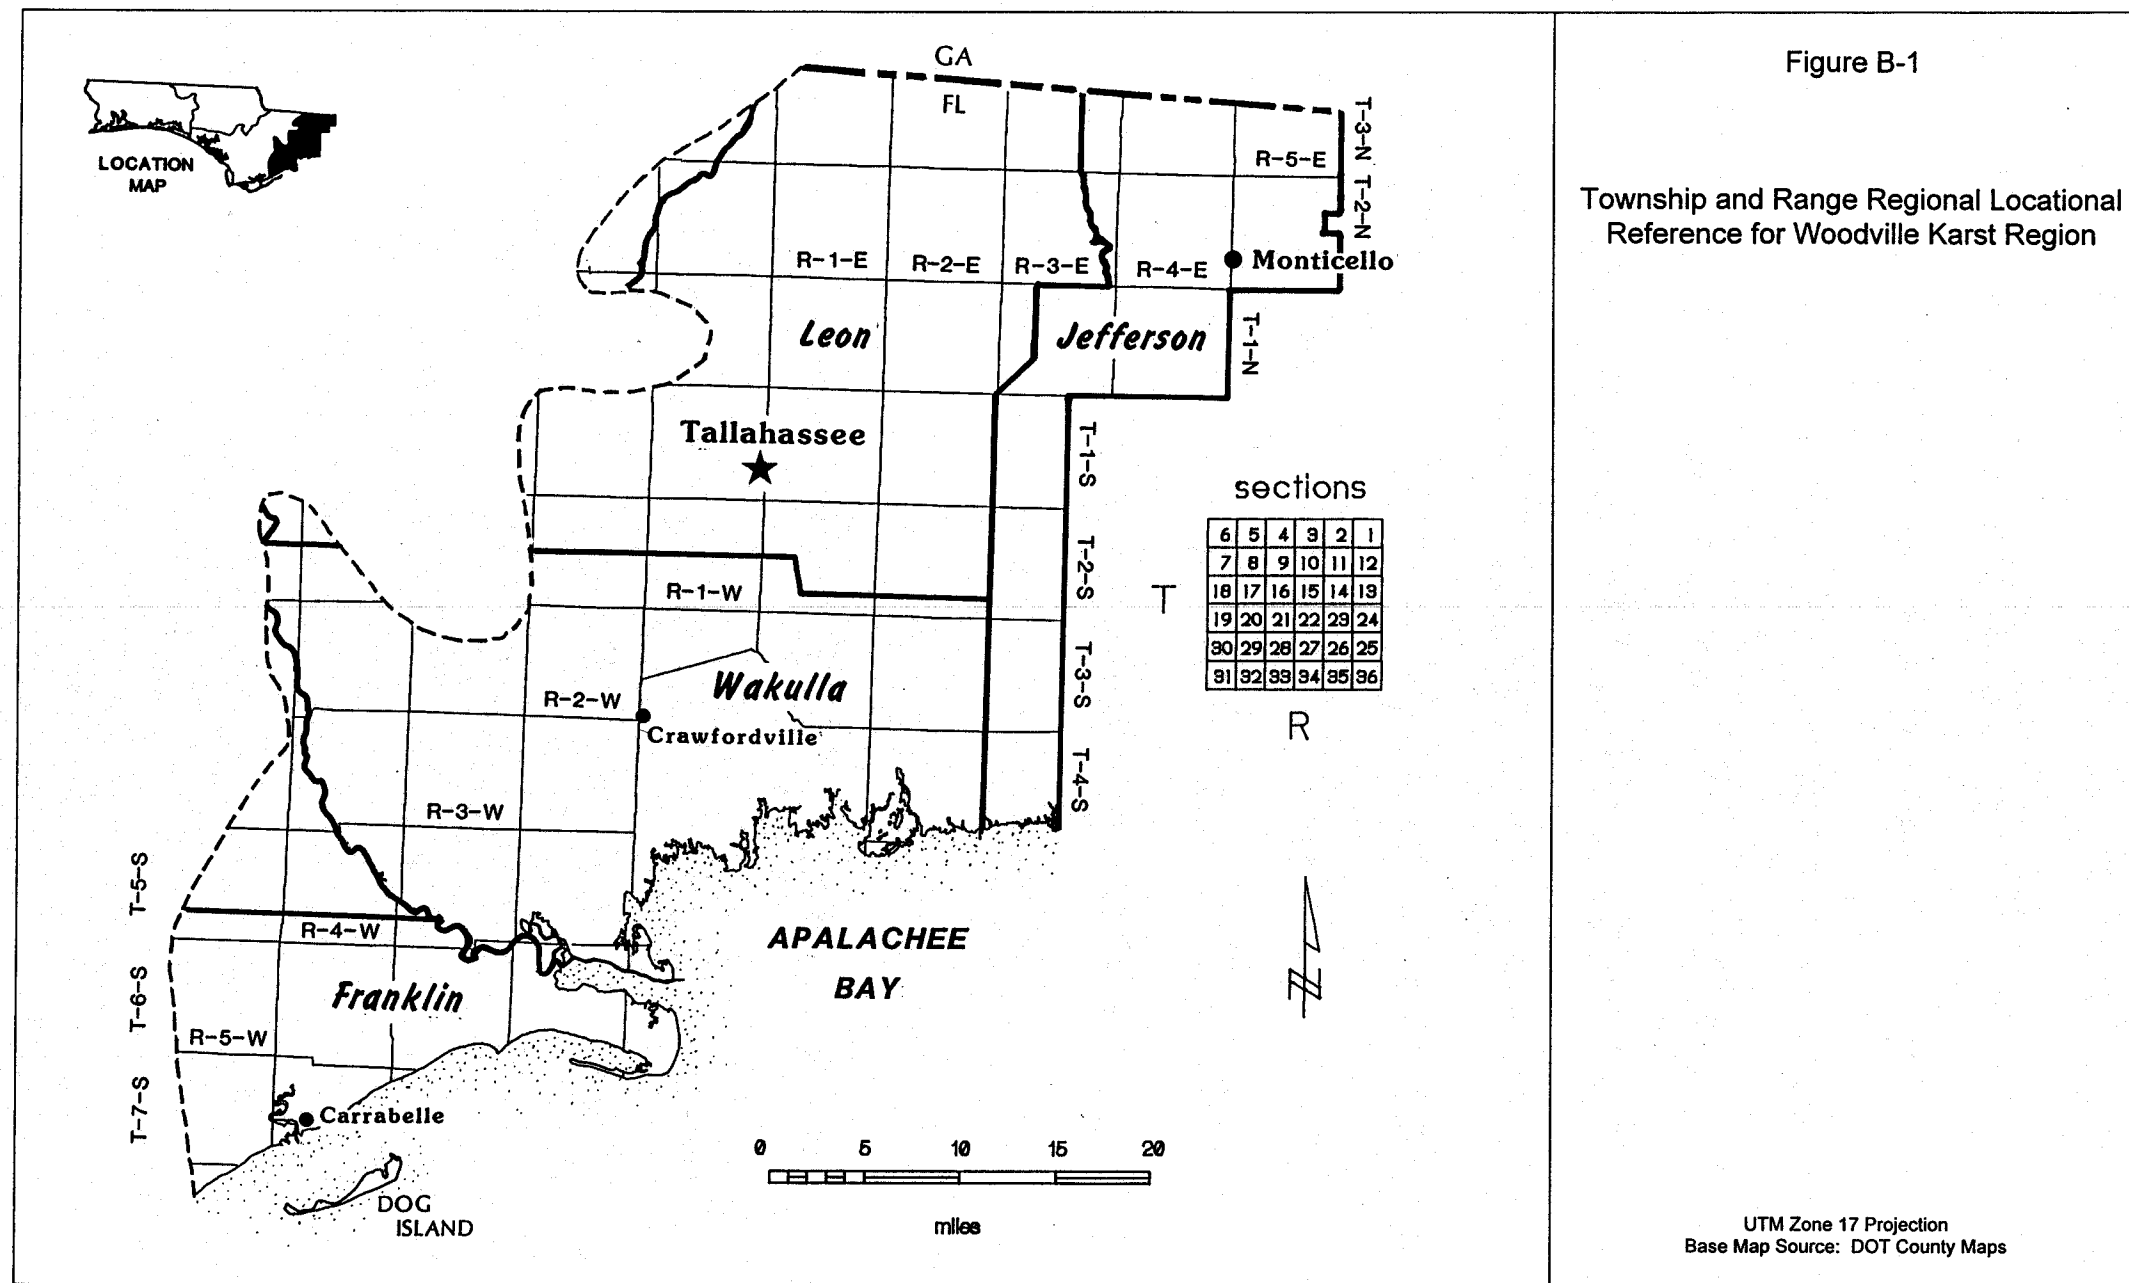 Figure B-1
Township and Range Regional Locational
Reference for Woodville Karst Region
GA
FL
LOCATION
MAP
T-3-N
R-5-E
T-2-N
R-1-E
R-2-E
R-3-E
R-4-E
Monticello
Leon
Jefferson
T-1-N
Tallahassee
T-1-S
sections
6 5 4 3 2 1
7 8 9 10 11 12
18 17 16 15 14 13
19 20 21 22 23 24
30 29 28 27 26 25
31 32 33 34 35 36
T
R
T-2-S
R-1-W
T-3-S
R-2-W
Wakulla
Crawfordville
T-4-S
R-3-W
T-5-S
R-4-W
APALACHEE
BAY
T-6-S
Franklin
R-5-W
T-7-S
Carrabelle
DOG
ISLAND
0 5 10 15 20
miles
N
UTM Zone 17 Projection
Base Map Source: DOT County Maps